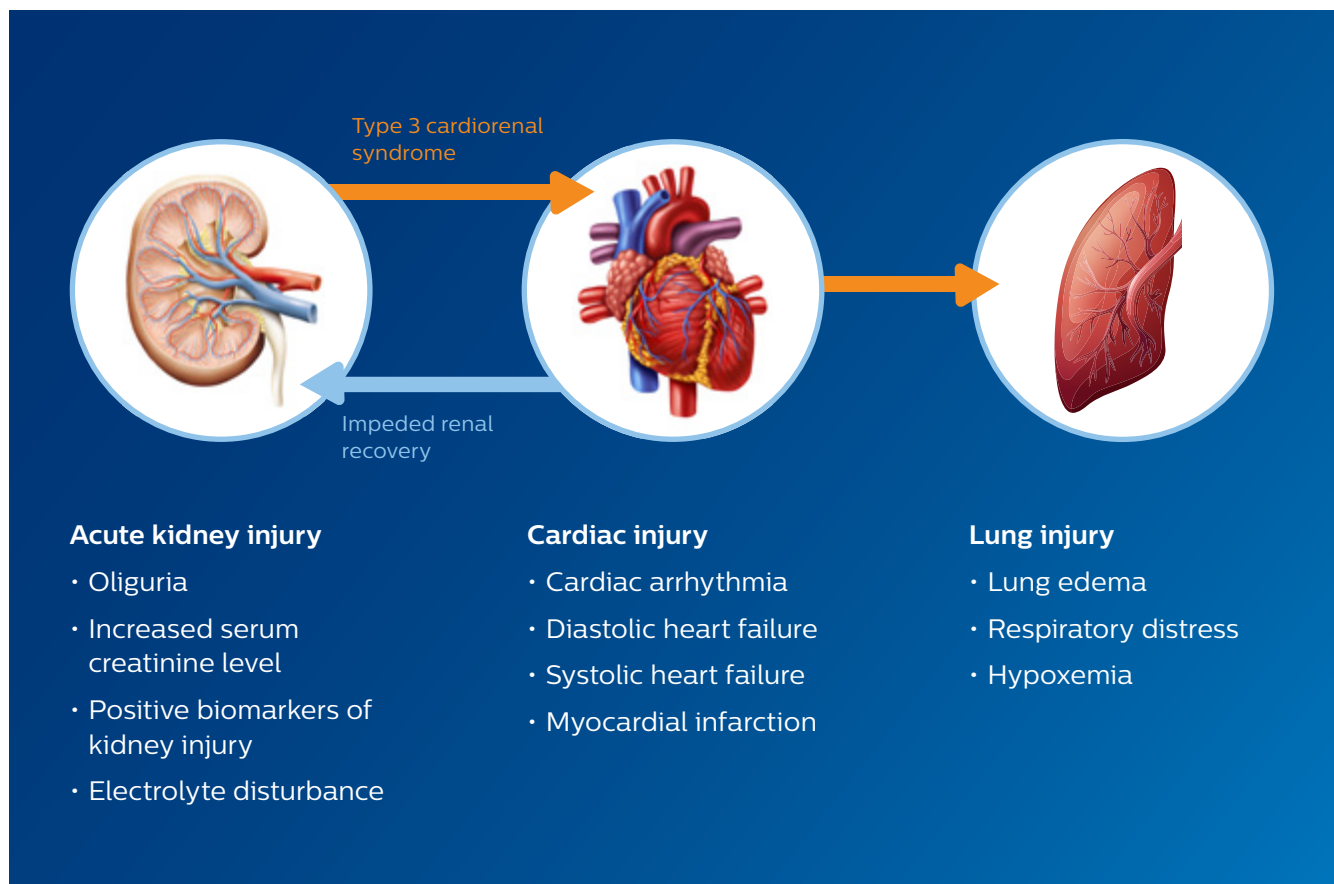 Type 3 cardiorenal
syndrome
Impeded renal
recovery
Acute kidney injury
· Oliguria
· Increased serum
creatinine level
· Positive biomarkers of
kidney injury
· Electrolyte disturbance
Cardiac injury
· Cardiac arrhythmia
· Diastolic heart failure
· Systolic heart failure
· Myocardial infarction
Lung injury
· Lung edema
· Respiratory distress
· Hypoxemia